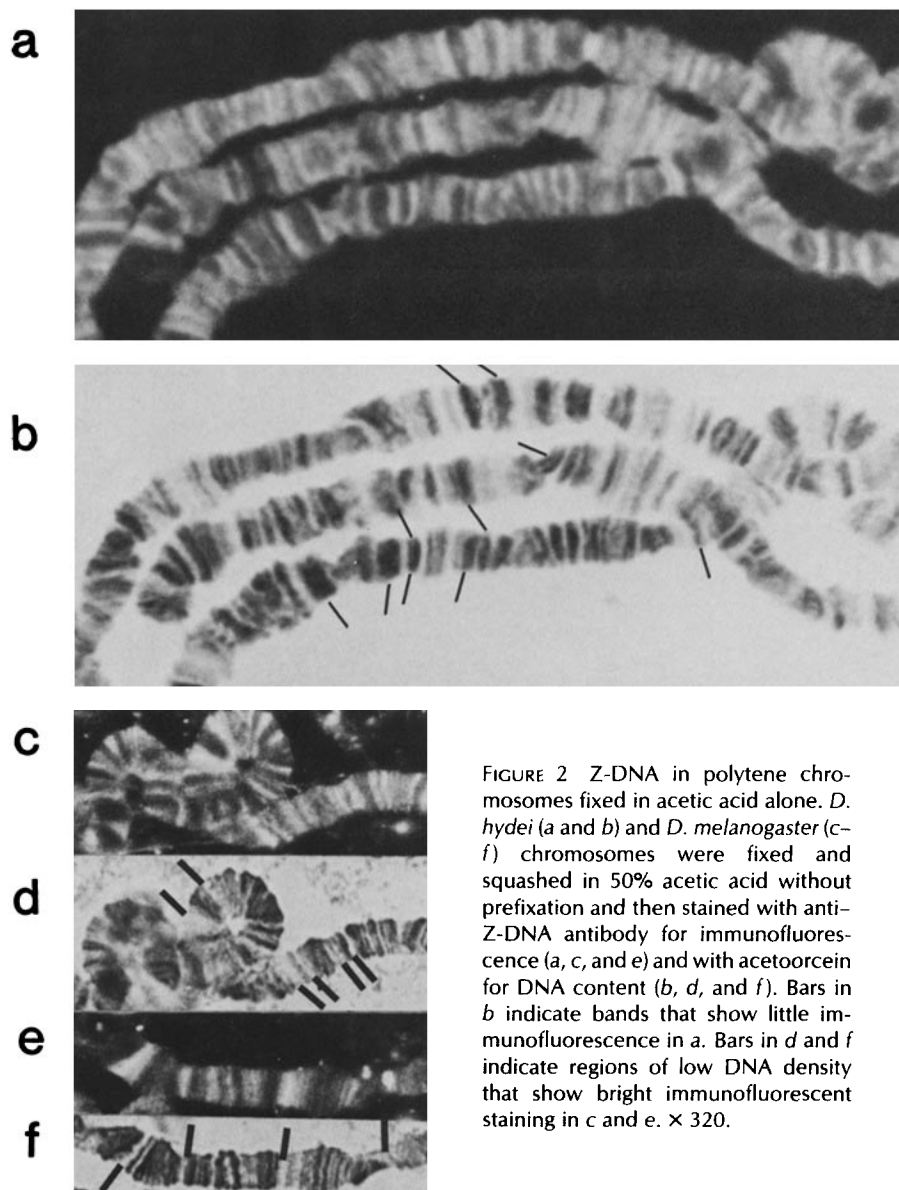 a
b
c
d
e
f
FIGURE 2 Z-DNA in polytene chro-
mosomes fixed in acetic acid alone. D.
hydei (a and b) and D. melanogaster (c–
f) chromosomes were fixed and
squashed in 50% acetic acid without
prefixation and then stained with anti-
Z-DNA antibody for immunofluores-
cence (a, c, and e) and with acetoorcein
for DNA content (b, d, and f). Bars in
b indicate bands that show little im-
munofluorescence in a. Bars in d and f
indicate regions of low DNA density
that show bright immunofluorescent
staining in c and e. × 320.